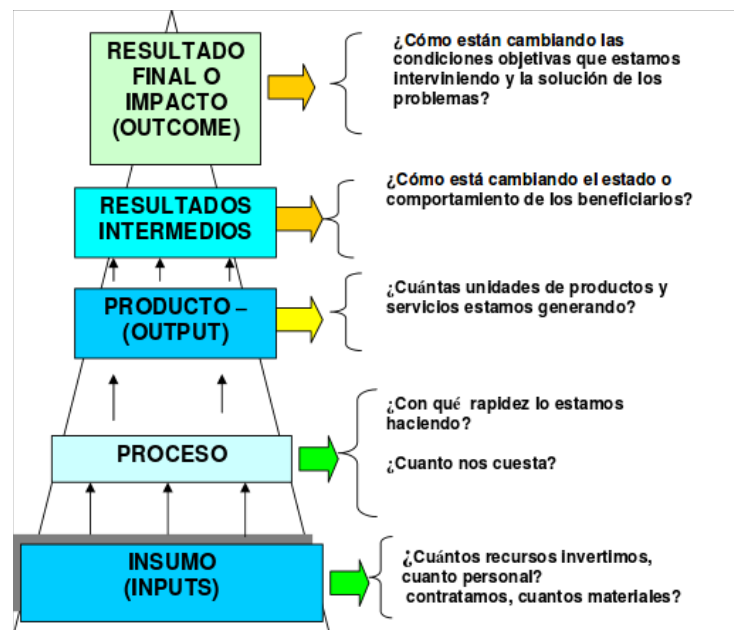 RESULTADO
FINAL O
IMPACTO
(OUTCOME)
¿Cómo están cambiando las
condiciones objetivas que estamos
interviniendo y la solución de los
problemas?
RESULTADOS
INTERMEDIOS
¿Cómo está cambiando el estado o
comportamiento de los beneficiarios?
PRODUCTO –
(OUTPUT)
¿Cuántas unidades de productos y
servicios estamos generando?
PROCESO
¿Con qué rapidez lo estamos
haciendo?
¿Cuanto nos cuesta?
INSUMO
(INPUTS)
¿Cuántos recursos invertimos,
cuanto personal?
contratamos, cuantos materiales?